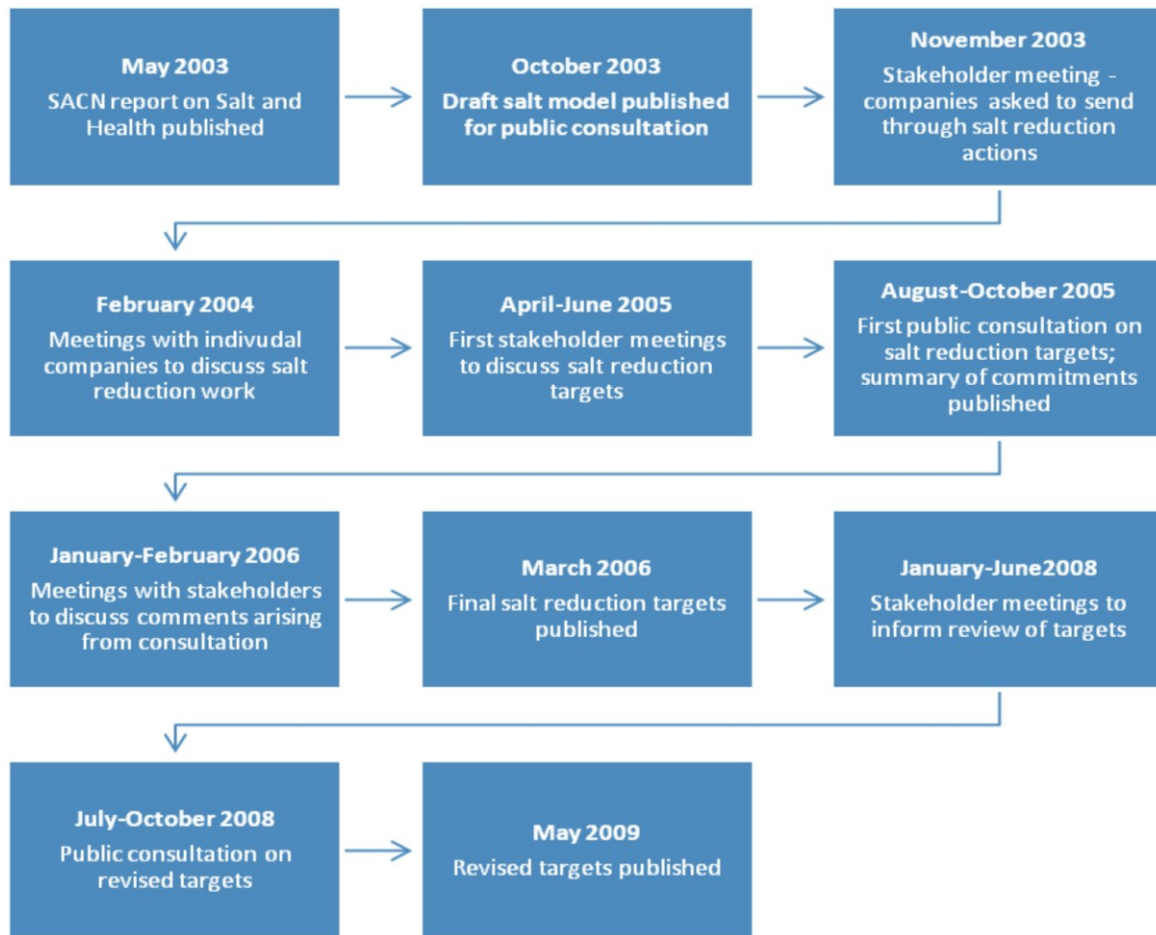 May 2003
SACN report on Salt and
Health published
October 2003
Draft salt model published
for public consultation
November 2003
Stakeholder meeting -
companies asked to send
through salt reduction
actions
February 2004
Meetings with indivudal
companies to discuss salt
reduction work
April-June 2005
First stakeholder meetings
to discuss salt reduction
targets
August-October 2005
First public consultation on
salt reduction targets;
summary of commitments
published
January-February 2006
Meetings with stakeholders
to discuss comments arising
from consultation
March 2006
Final salt reduction targets
published
January-June2008
Stakeholder meetings to
inform review of targets
July-October 2008
Public consultation on
revised targets
May 2009
Revised targets published